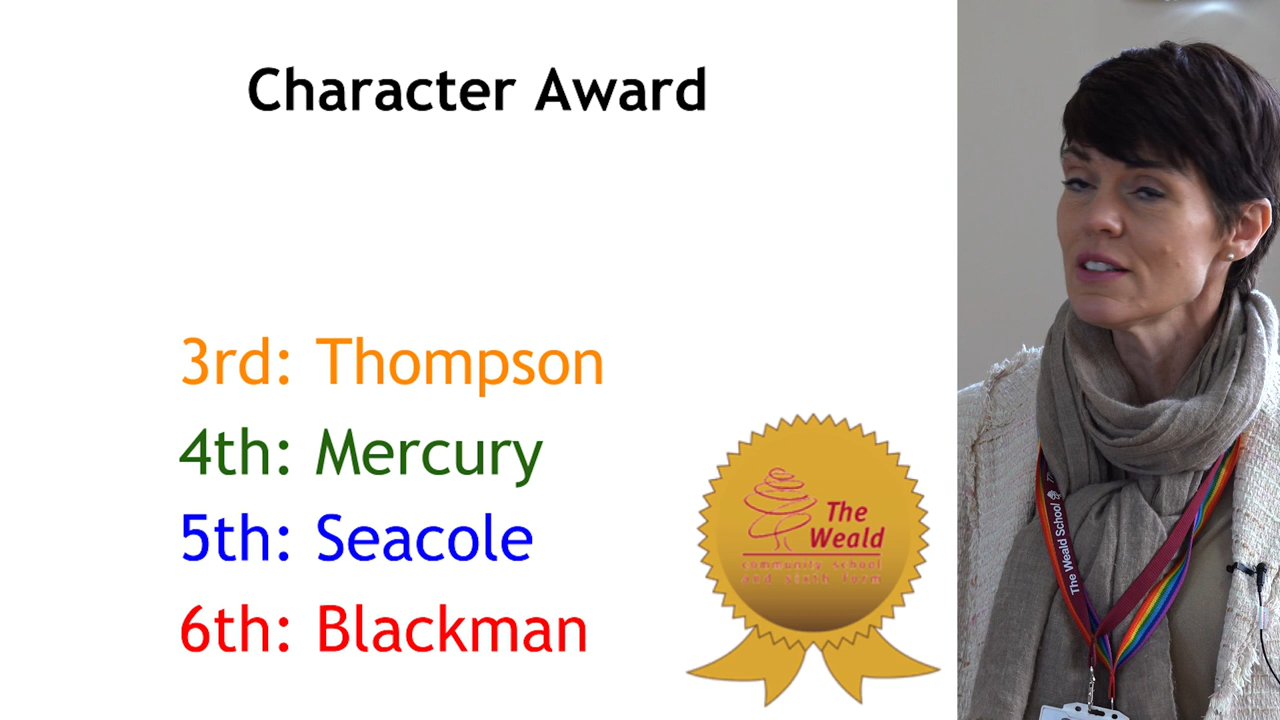 Character Award
3rd: Thompson
4th: Mercury
5th: Seacole
6th: Blackman
The
Weald
community school
and sixth form
The Weald School